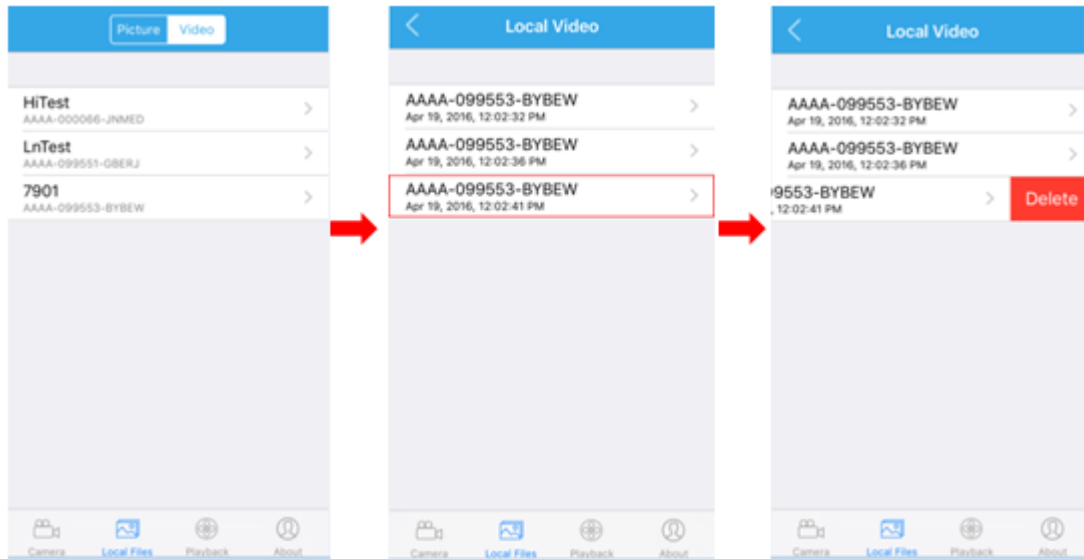 Picture Video
HiTest
AAAA-000066-JNMED
LnTest
AAAA-099551-GBERJ
7901
AAAA-099553-BYBEW
Camera Local Files Playback About
Local Video
AAAA-099553-BYBEW
Apr 19, 2016, 12:02:32 PM
AAAA-099553-BYBEW
Apr 19, 2016, 12:02:36 PM
AAAA-099553-BYBEW
Apr 19, 2016, 12:02:41 PM
Camera Local Files Playback About
Local Video
AAAA-099553-BYBEW
Apr 19, 2016, 12:02:32 PM
AAAA-099553-BYBEW
Apr 19, 2016, 12:02:36 PM
9553-BYBEW
, 12:02:41 PM
Delete
Camera Local Files Playback About